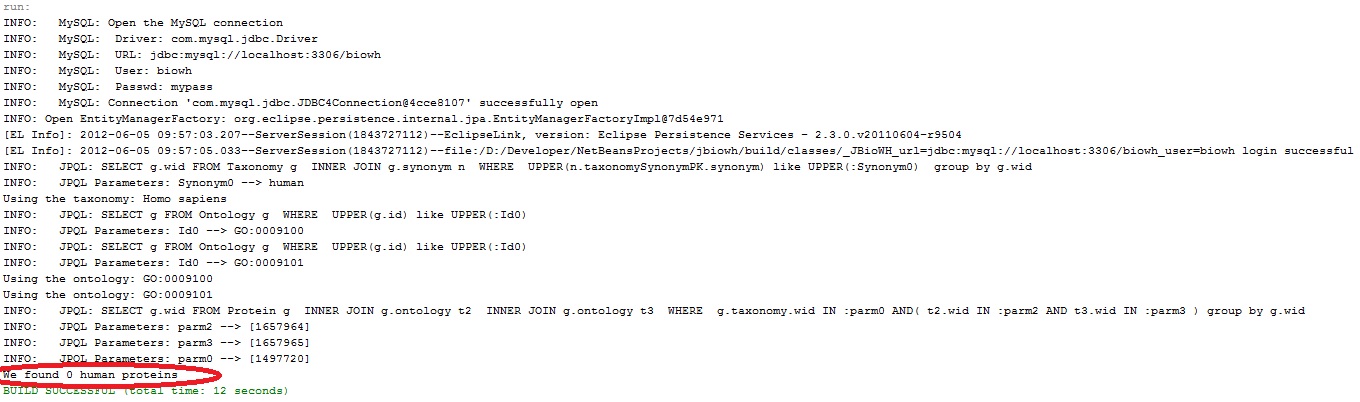 run:
INFO:   MySQL: Open the MySQL connection
INFO:   MySQL:  Driver: com.mysql.jdbc.Driver
INFO:   MySQL:  URL: jdbc:mysql://localhost:3306/biowh
INFO:   MySQL:  User: biowh
INFO:   MySQL:  Passwd: mypass
INFO:   MySQL: Connection 'com.mysql.jdbc.JDBC4Connection@4cce8107' successfully open
INFO: Open EntityManagerFactory: org.eclipse.persistence.internal.jpa.EntityManagerFactoryImpl@7d54e971
[EL Info]: 2012-06-05 09:57:03.207--ServerSession(1843727112)--EclipseLink, version: Eclipse Persistence Services - 2.3.0.v20110604-r9504
[EL Info]: 2012-06-05 09:57:05.033--ServerSession(1843727112)--file:/D:/Developer/NetBeansProjects/jbiowh/build/classes/_JBioWH_url=jdbc:mysql://localhost:3306/biowh_user=biowh login successful
INFO:   JPQL: SELECT g.wid FROM Taxonomy g  INNER JOIN g.synonym n  WHERE  UPPER(n.taxonomySynonymPK.synonym) like UPPER(:Synonym0)  group by g.wid
INFO:   JPQL Parameters: Synonym0 --> human
Using the taxonomy: Homo sapiens
INFO:   JPQL: SELECT g FROM Ontology g  WHERE  UPPER(g.id) like UPPER(:Id0)
INFO:   JPQL Parameters: Id0 --> GO:0009100
INFO:   JPQL: SELECT g FROM Ontology g  WHERE  UPPER(g.id) like UPPER(:Id0)
INFO:   JPQL Parameters: Id0 --> GO:0009101
Using the ontology: GO:0009100
Using the ontology: GO:0009101
INFO:   JPQL: SELECT g.wid FROM Protein g  INNER JOIN g.ontology t2  INNER JOIN g.ontology t3  WHERE  g.taxonomy.wid IN :parm0 AND( t2.wid IN :parm2 AND t3.wid IN :parm3 ) group by g.wid
INFO:   JPQL Parameters: parm2 --> [1657964]
INFO:   JPQL Parameters: parm3 --> [1657965]
INFO:   JPQL Parameters: parm0 --> [1497720]
We found 0 human proteins
BUILD SUCCESSFUL (total time: 12 seconds)